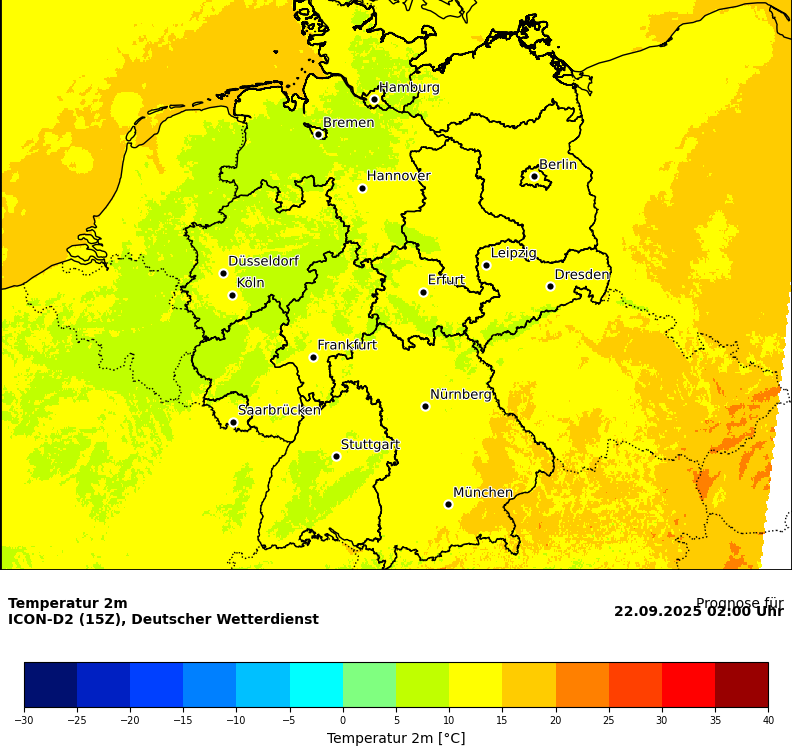 Hamburg
Bremen
Berlin
Hannover
Leipzig
Düsseldorf
Dresden
Köln
Erfurt
Frankfurt
Nürnberg
Saarbrücken
Stuttgart
München
Temperatur 2m
Prognose für
ICON-D2 (15Z), Deutscher Wetterdienst
22.09.2025 02:00 Uhr
−30 −25 −20 −15 −10 −5 0 5 10 15 20 25 30 35 40
Temperatur 2m [°C]